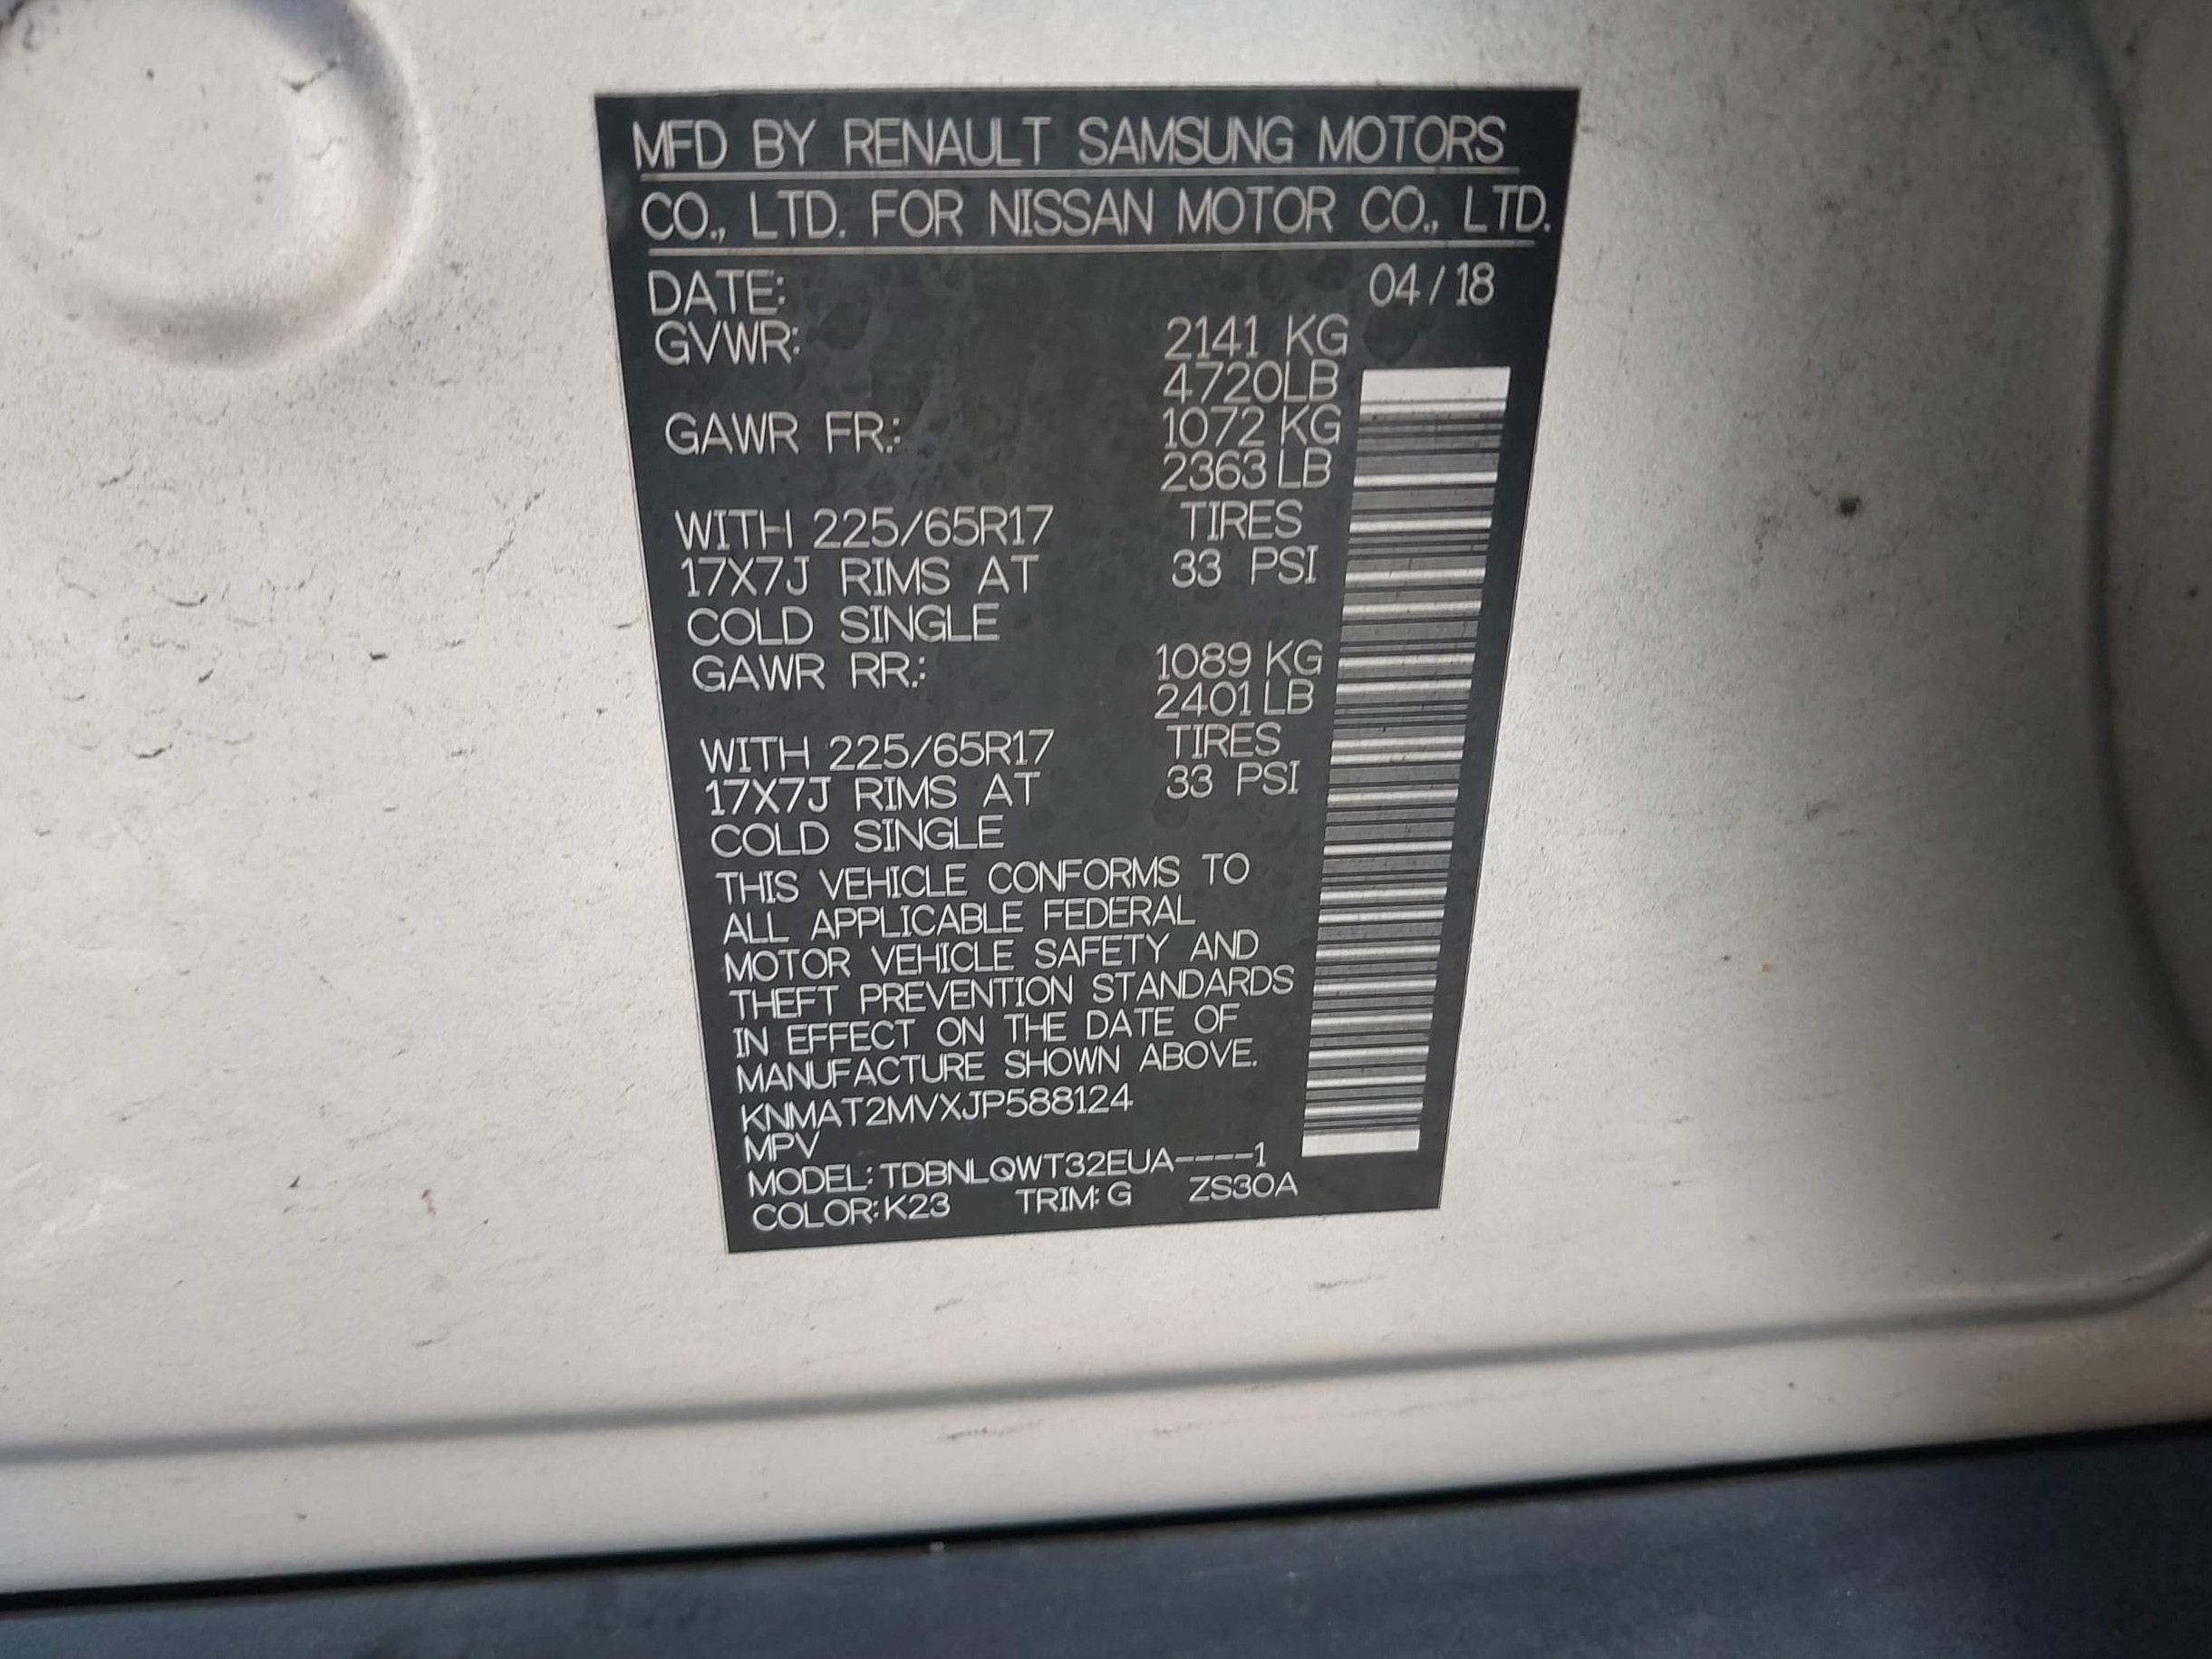 MFD BY RENAULT SAMSUNG MOTORS
CO., LTD. FOR NISSAN MOTOR CO., LTD.
DATE: 04/18
GVWR: 2141 KG
4720LB
GAWR FR.: 1072 KG
2363 LB
WITH 225/65R17 TIRES
17X7J RIMS AT 33 PSI
COLD SINGLE
GAWR RR.: 1089 KG
2401 LB
WITH 225/65R17 TIRES
17X7J RIMS AT 33 PSI
COLD SINGLE
THIS VEHICLE CONFORMS TO
ALL APPLICABLE FEDERAL
MOTOR VEHICLE SAFETY AND
THEFT PREVENTION STANDARDS
IN EFFECT ON THE DATE OF
MANUFACTURE SHOWN ABOVE.
KNMAT2MVXJP588124
MPV
MODEL: TDBNLQWT32EUA----1
COLOR: K23 TRIM: G ZS30A